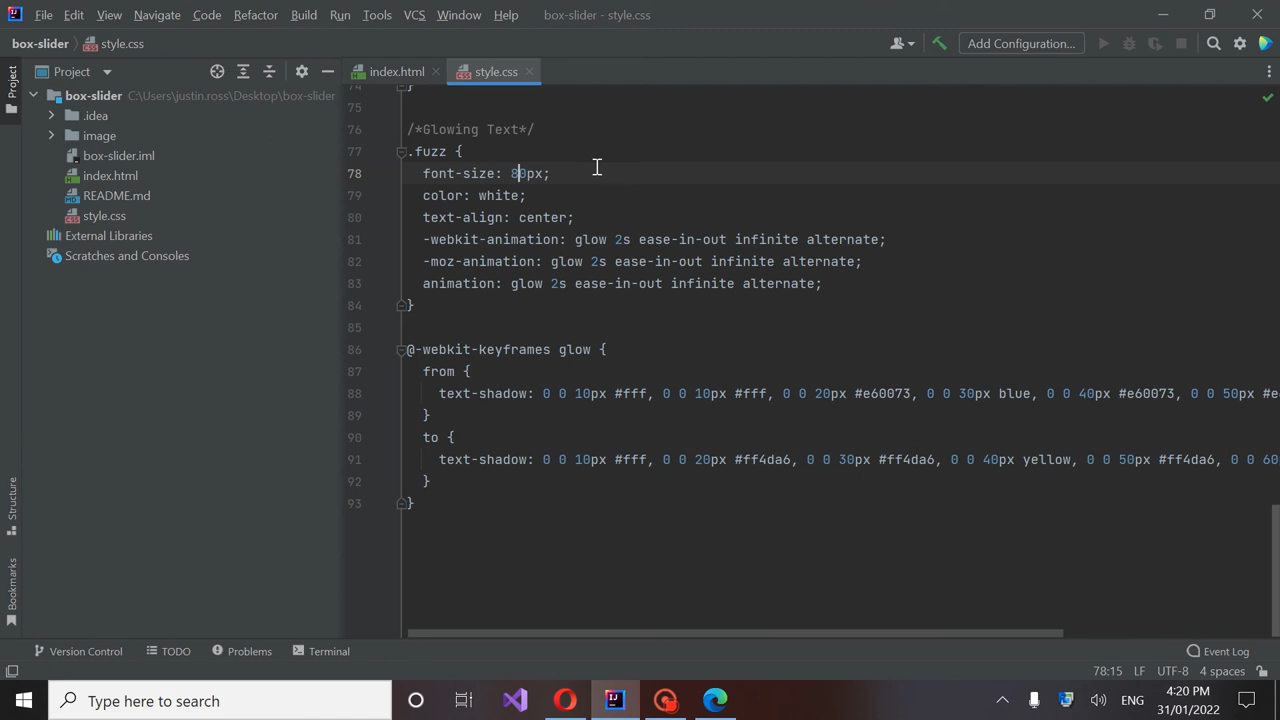 File Edit View Navigate Code Refactor Build Run Tools VCS Window Help box-slider - style.css
box-slider style.css Add Configuration...
Project index.html style.css
Project
box-slider C:\Users\justin.ross\Desktop\box-slider
.idea
image
box-slider.iml
index.html
README.md
style.css
External Libraries
Scratches and Consoles
74 }
75
76 /*Glowing Text*/
77 .fuzz {
78 font-size: 80px;
79 color: white;
80 text-align: center;
81 -webkit-animation: glow 2s ease-in-out infinite alternate;
82 -moz-animation: glow 2s ease-in-out infinite alternate;
83 animation: glow 2s ease-in-out infinite alternate;
84 }
85
86 @-webkit-keyframes glow {
87 from {
88 text-shadow: 0 0 10px #fff, 0 0 10px #fff, 0 0 20px #e60073, 0 0 30px blue, 0 0 40px #e60073, 0 0 50px #e
89 }
90 to {
91 text-shadow: 0 0 10px #fff, 0 0 20px #ff4da6, 0 0 30px #ff4da6, 0 0 40px yellow, 0 0 50px #ff4da6, 0 0 60
92 }
93 }
Structure
Bookmarks
Version Control TODO Problems Terminal Event Log
78:15 LF UTF-8 4 spaces
Type here to search
ENG
4:20 PM
31/01/2022